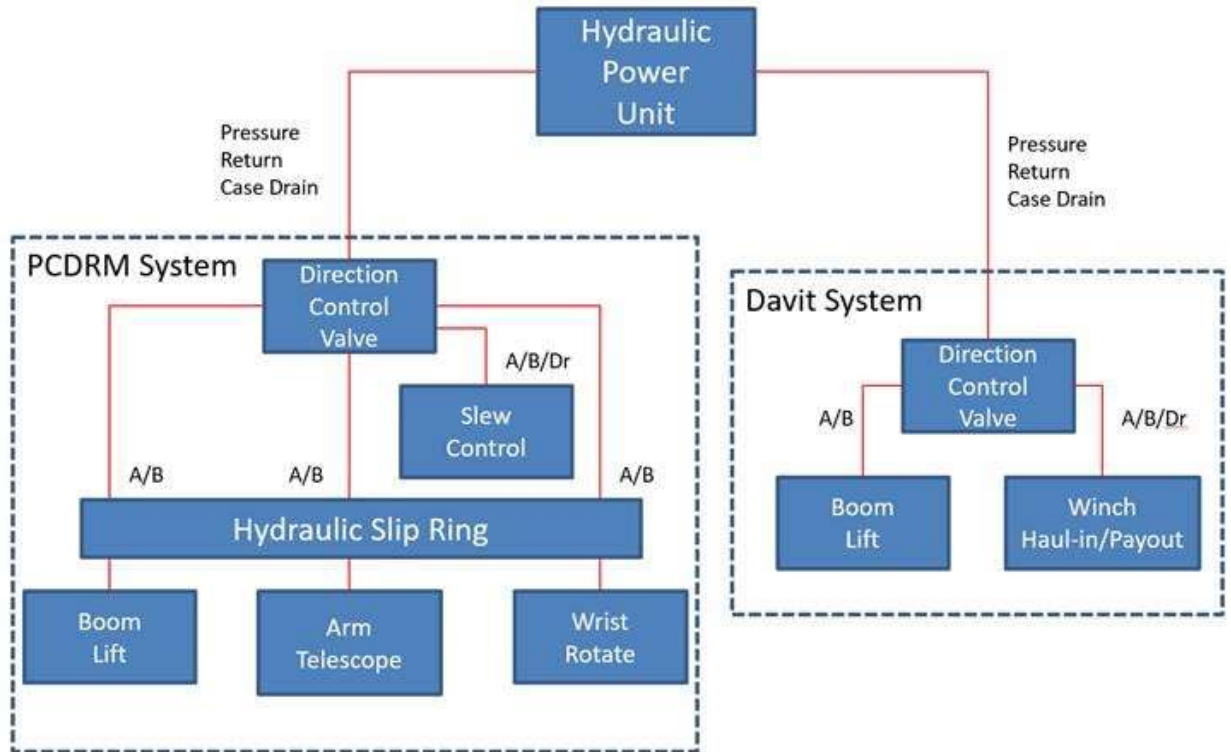 Hydraulic
Power
Unit
Pressure
Return
Case Drain
Pressure
Return
Case Drain
PCDRM System
Direction
Control
Valve
A/B/Dr
Slew
Control
A/B
A/B
A/B
Hydraulic Slip Ring
Boom
Lift
Arm
Telescope
Wrist
Rotate
Davit System
Direction
Control
Valve
A/B
A/B/Dr
Boom
Lift
Winch
Haul-in/Payout